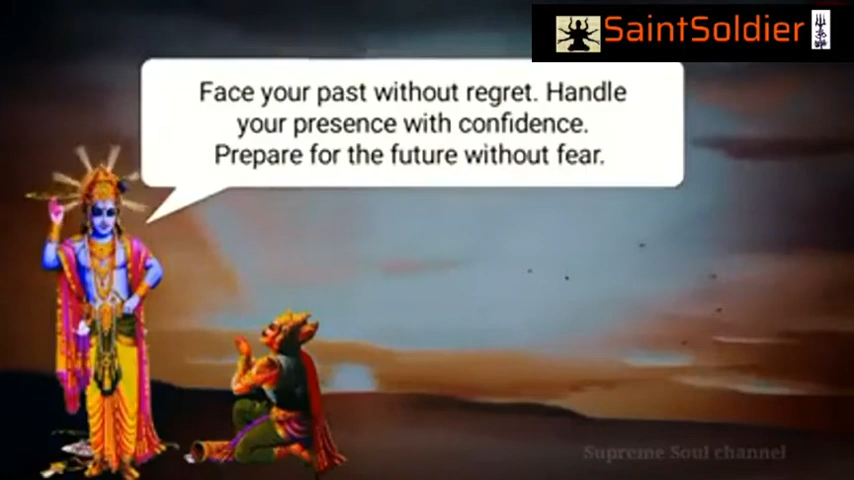 SaintSoldier
Face your past without regret. Handle
your presence with confidence.
Prepare for the future without fear.
Supreme Soul channel